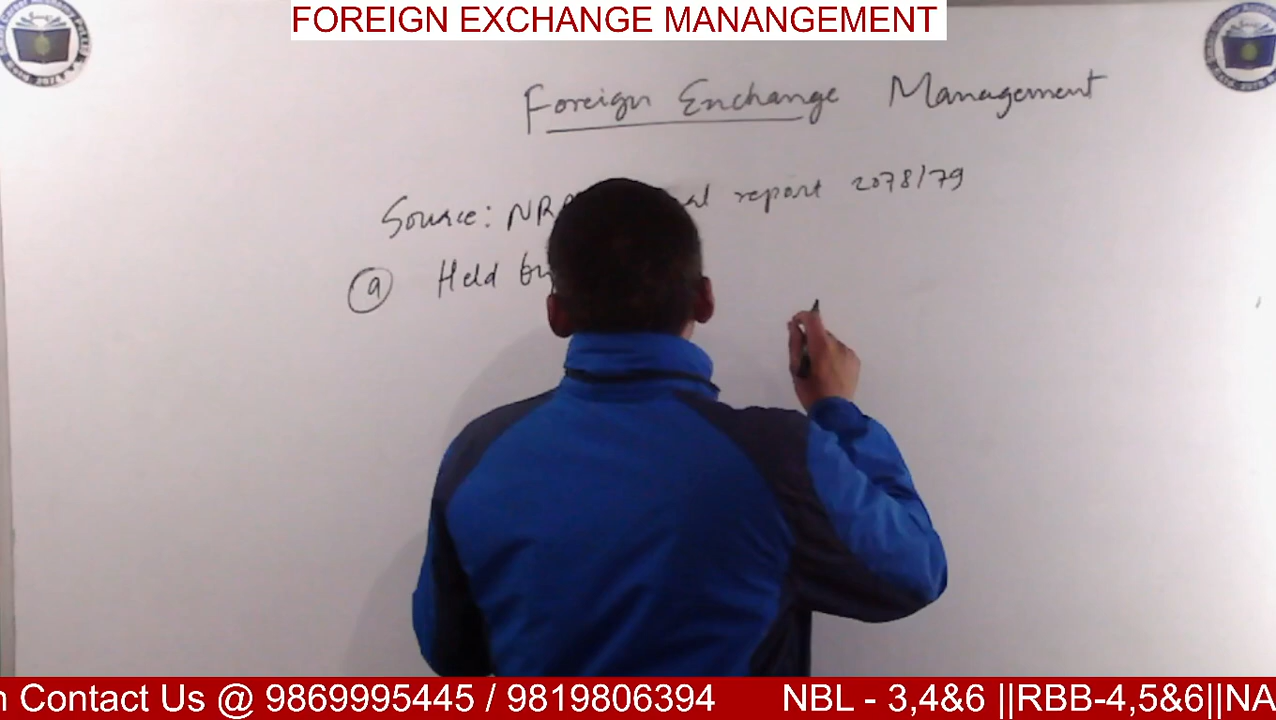 FOREIGN EXCHANGE MANANGEMENT
Foreign Exchange Management
Source: NR report 2078/79
a Held
n Contact Us @ 9869995445 / 9819806394 NBL - 3,4&6 ||RBB-4,5&6||NA